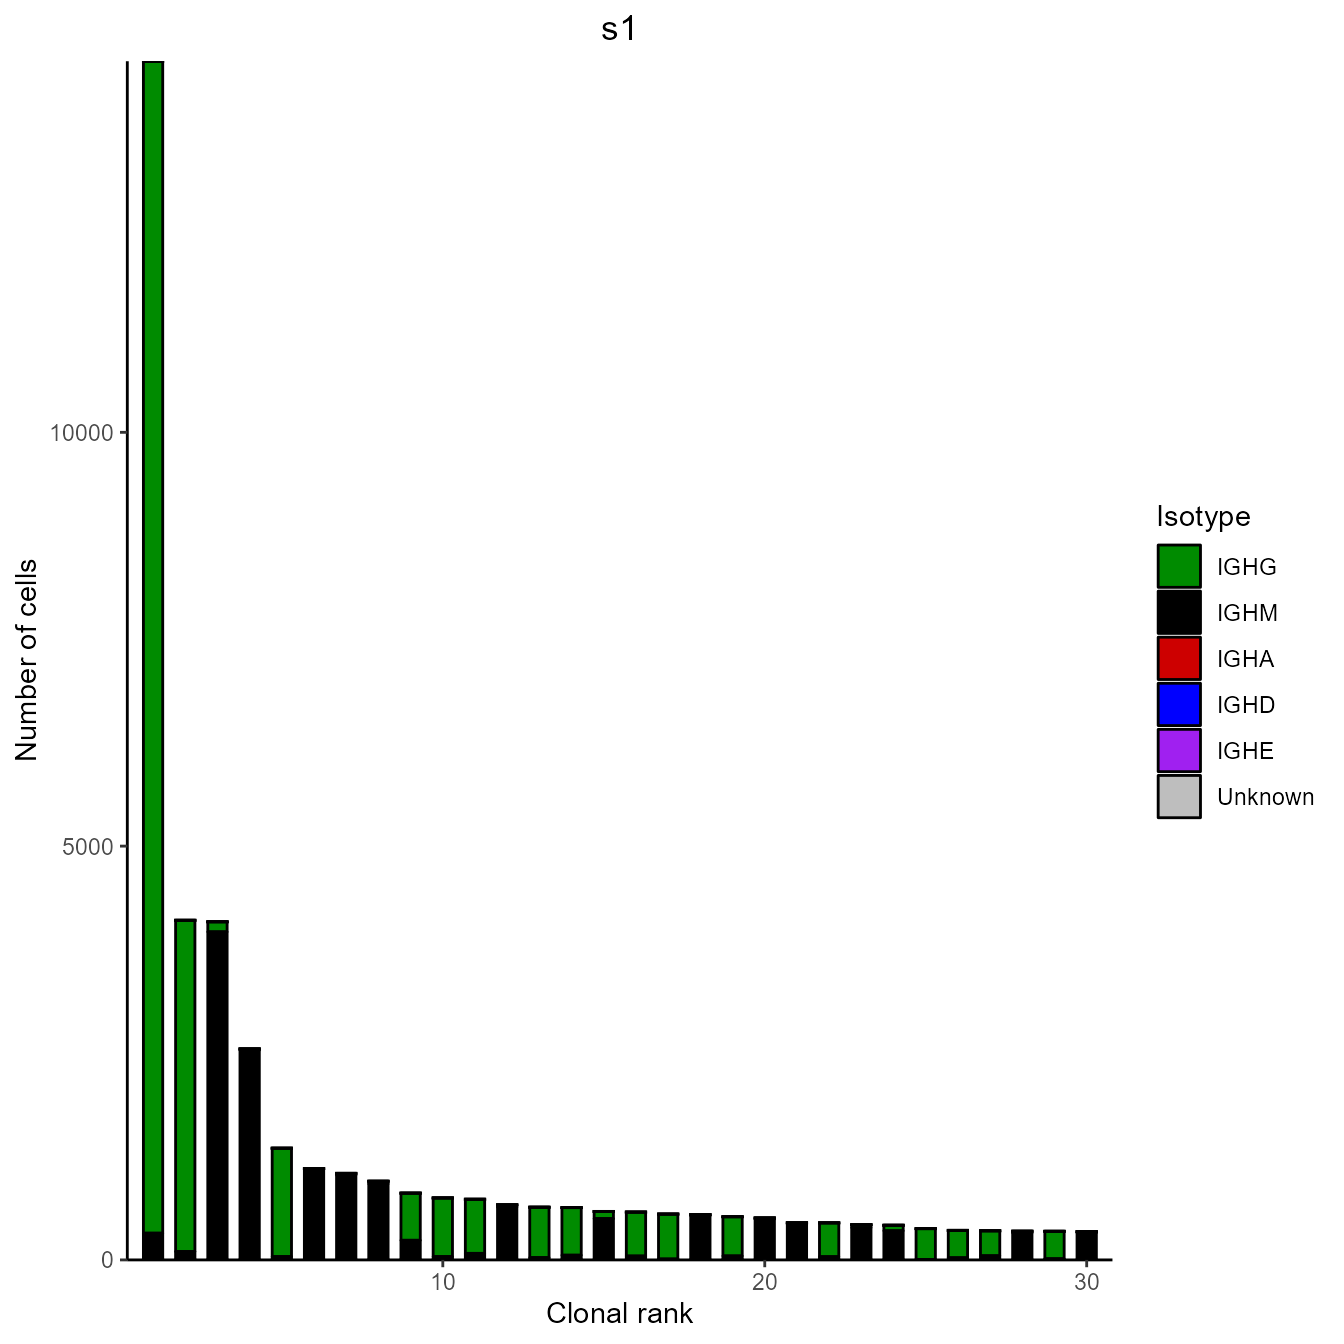 s1
10000
5000
0
Number of cells
10
20
30
Clonal rank
Isotype
IGHG
IGHM
IGHA
IGHD
IGHE
Unknown